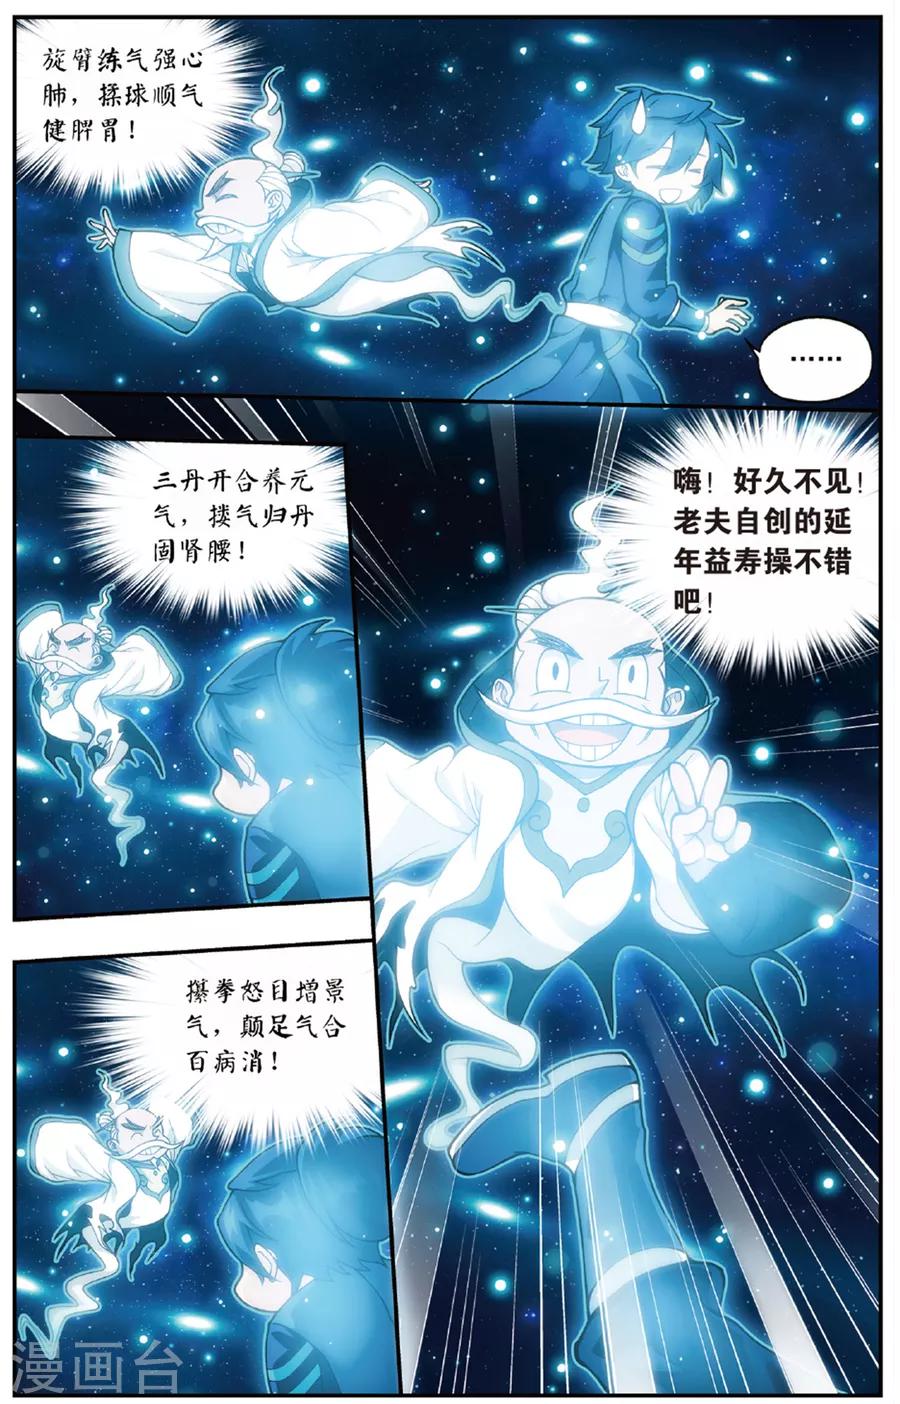 旋臂练气强心
肺，揉球顺气
健脾胃！
……
三丹开合养元
气，搂气归丹
固肾腰！
嗨！好久不见！
老夫自创的延
年益寿操不错
吧！
攥拳怒目增景
气，颠足气合
百病消！
漫画台